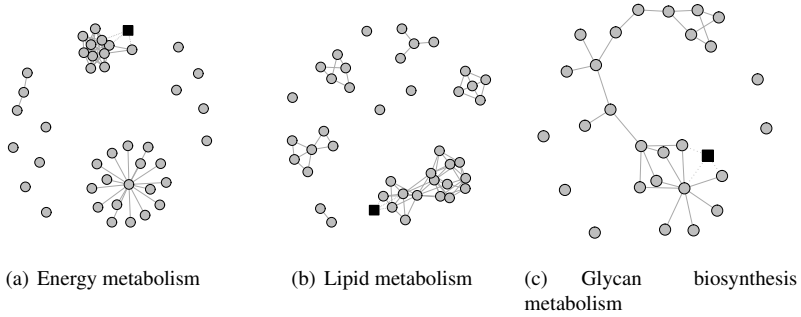 (a) Energy metabolism
(b) Lipid metabolism
(c) Glycan biosynthesis
metabolism